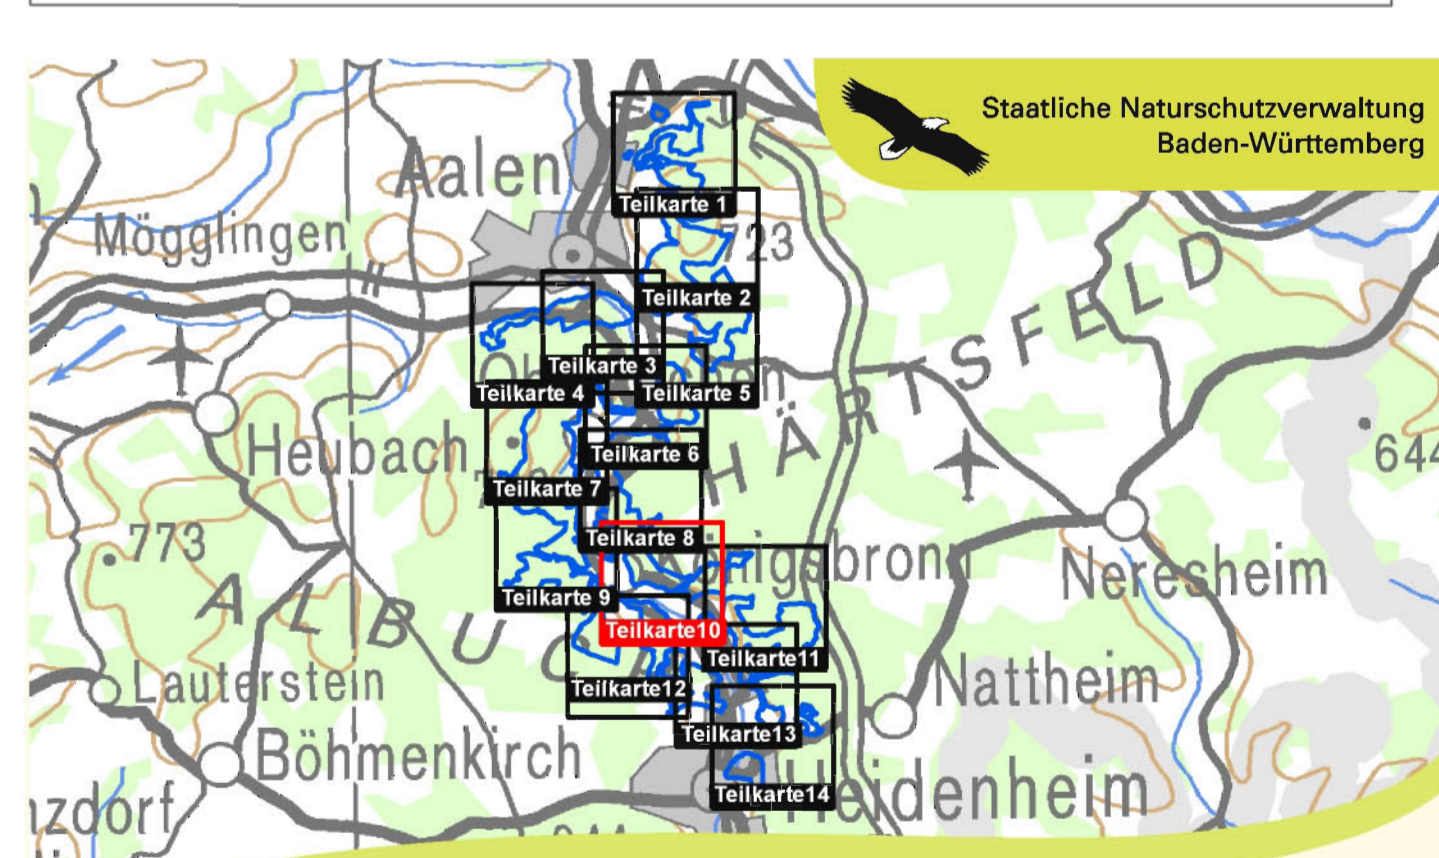 Staatliche Naturschutzverwaltung
Baden-Württemberg
Aalen
Mögglingen
723
Teilkarte 1
Teilkarte 2
Teilkarte 3
Teilkarte 4
Teilkarte 5
Teilkarte 6
Teilkarte 7
Teilkarte 8
Teilkarte 9
Teilkarte10
Teilkarte11
Teilkarte12
Teilkarte13
Teilkarte14
HÄRTSFELD
Heubach
644
773
ALBUC
nigsbronn
Neresheim
Lauterstein
Nattheim
Böhmenkirch
Heidenheim
nzdorf